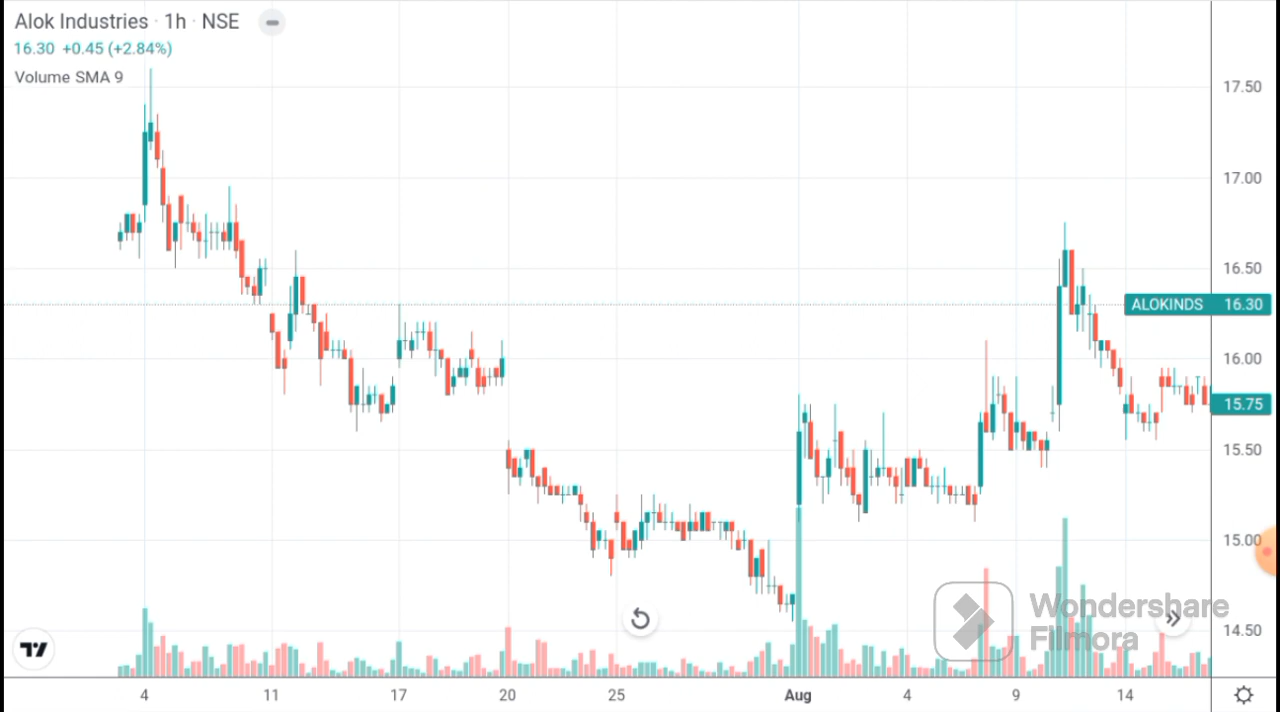 Alok Industries · 1h · NSE
16.30 +0.45 (+2.84%)
Volume SMA 9
17.50
17.00
16.50
ALOKINDS 16.30
16.00
15.75
15.50
15.00
14.50
Wondershare
Filmora
4 11 17 20 25 Aug 4 9 14